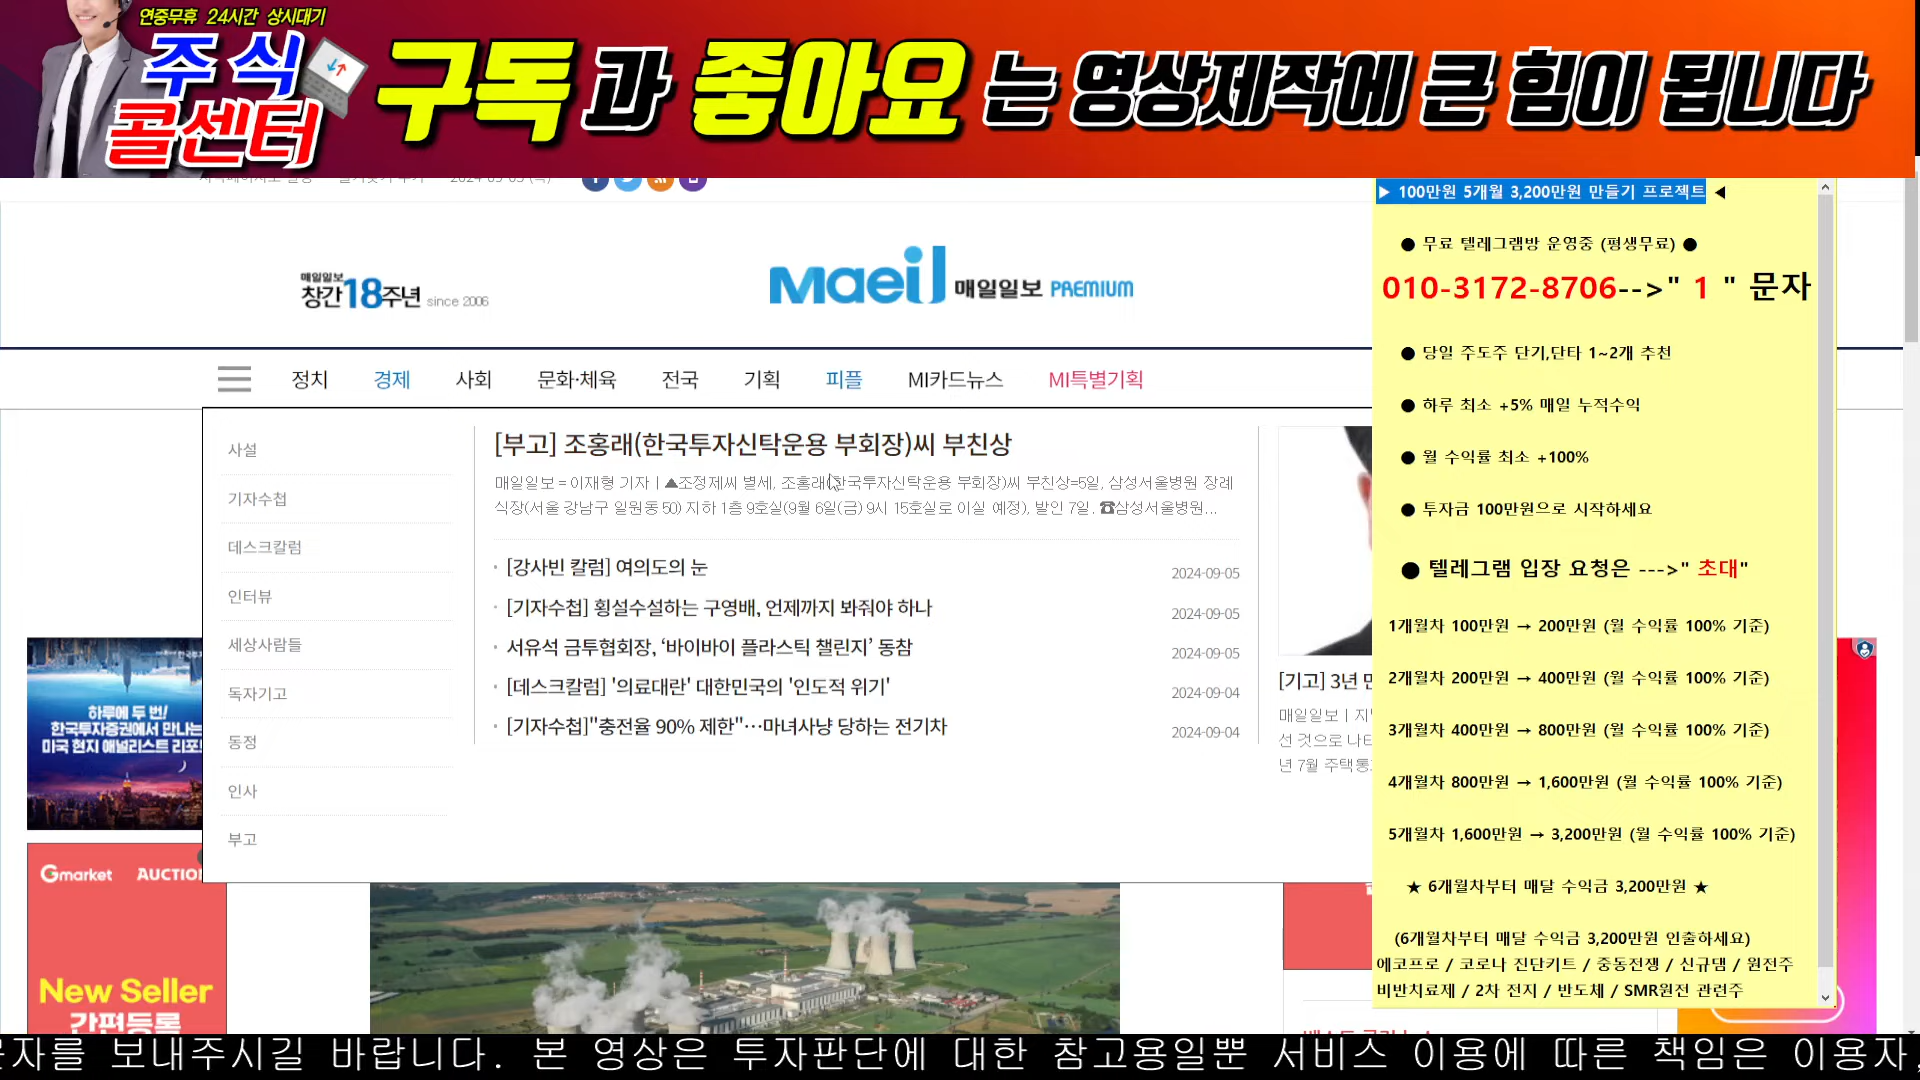 연중무휴 24시간 상시대기
주식
콜센터
구독과 좋아요는 영상제작에 큰 힘이 됩니다
매일일보
창간18주년 since 2006
Maeil 매일일보 PREMIUM
정치 경제 사회 문화·체육 전국 기획 피플 MI카드뉴스 MI특별기획
사설
기자수첩
데스크칼럼
인터뷰
세상사람들
독자기고
동정
인사
부고
[부고] 조홍래(한국투자신탁운용 부회장)씨 부친상
매일일보 = 이재형 기자 | ▲조정제씨 별세, 조홍래(한국투자신탁운용 부회장)씨 부친상=5일, 삼성서울병원 장례
식장(서울 강남구 일원동 50) 지하 1층 9호실(9월 6일(금) 9시 15호실로 이실 예정), 발인 7일. ☎삼성서울병원...
· [강사빈 칼럼] 여의도의 눈 2024-09-05
· [기자수첩] 횡설수설하는 구영배, 언제까지 봐줘야 하나 2024-09-05
· 서유석 금투협회장, ‘바이바이 플라스틱 챌린지’ 동참 2024-09-05
· [데스크칼럼] '의료대란' 대한민국의 '인도적 위기' 2024-09-04
· [기자수첩]"충전율 90% 제한"…마녀사냥 당하는 전기차 2024-09-04
[기고] 3년
매일일보 |
선 것으로
년 7월 주택통
하루에 두 번!
한국투자증권에서 만나는
미국 현지 애널리스트 리포트
Gmarket AUCTION
New Seller
간편등록
▶ 100만원 5개월 3,200만원 만들기 프로젝트 ◀
● 무료 텔레그램방 운영중 (평생무료) ●
010-3172-8706-->" 1 " 문자
● 당일 주도주 단기,단타 1~2개 추천
● 하루 최소 +5% 매일 누적수익
● 월 수익률 최소 +100%
● 투자금 100만원으로 시작하세요
● 텔레그램 입장 요청은 --->" 초대"
1개월차 100만원 → 200만원 (월 수익률 100% 기준)
2개월차 200만원 → 400만원 (월 수익률 100% 기준)
3개월차 400만원 → 800만원 (월 수익률 100% 기준)
4개월차 800만원 → 1,600만원 (월 수익률 100% 기준)
5개월차 1,600만원 → 3,200만원 (월 수익률 100% 기준)
★ 6개월차부터 매달 수익금 3,200만원 ★
(6개월차부터 매달 수익금 3,200만원 인출하세요)
에코프로 / 코로나 진단키트 / 중동전쟁 / 신규댐 / 원전주
비반치료제 / 2차 전지 / 반도체 / SMR원전 관련주
문자를 보내주시길 바랍니다. 본 영상은 투자판단에 대한 참고용일뿐 서비스 이용에 따른 책임은 이용자,